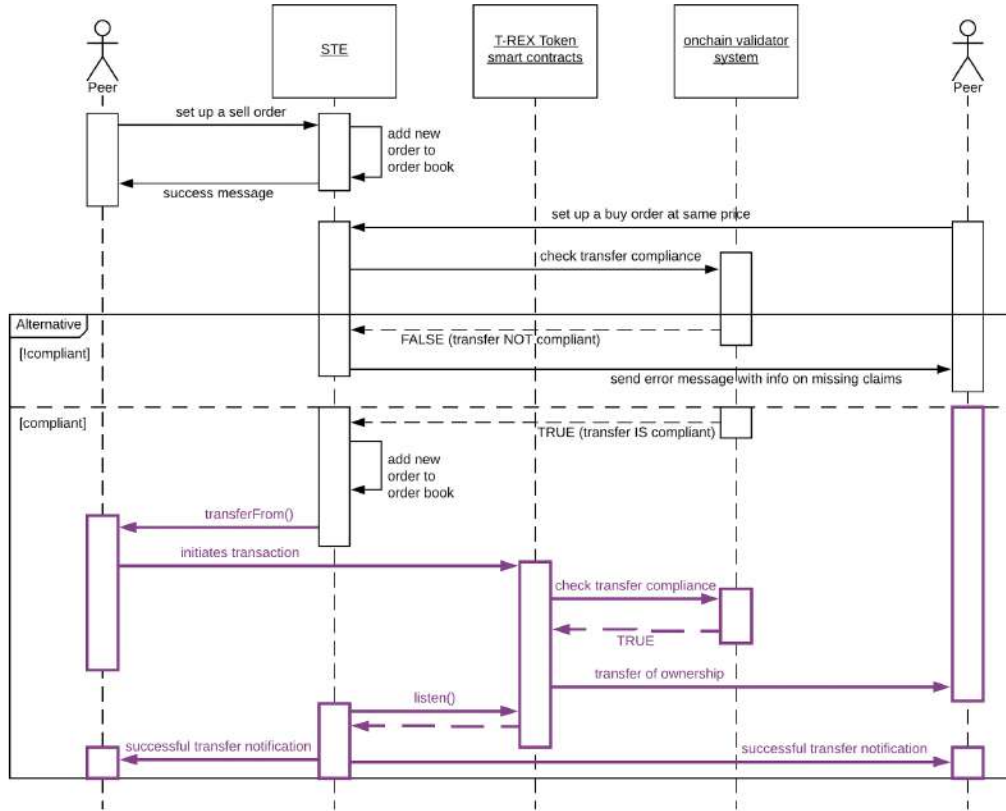 STE
T-REX Token
smart contracts
onchain validator
system
Peer
Peer
set up a sell order
add new
order to
order book
success message
set up a buy order at same price
check transfer compliance
Alternative
FALSE (transfer NOT compliant)
[!compliant]
send error message with info on missing claims
[compliant]
TRUE (transfer IS compliant)
add new
order to
order book
transferFrom()
initiates transaction
check transfer compliance
TRUE
transfer of ownership
listen()
successful transfer notification
successful transfer notification